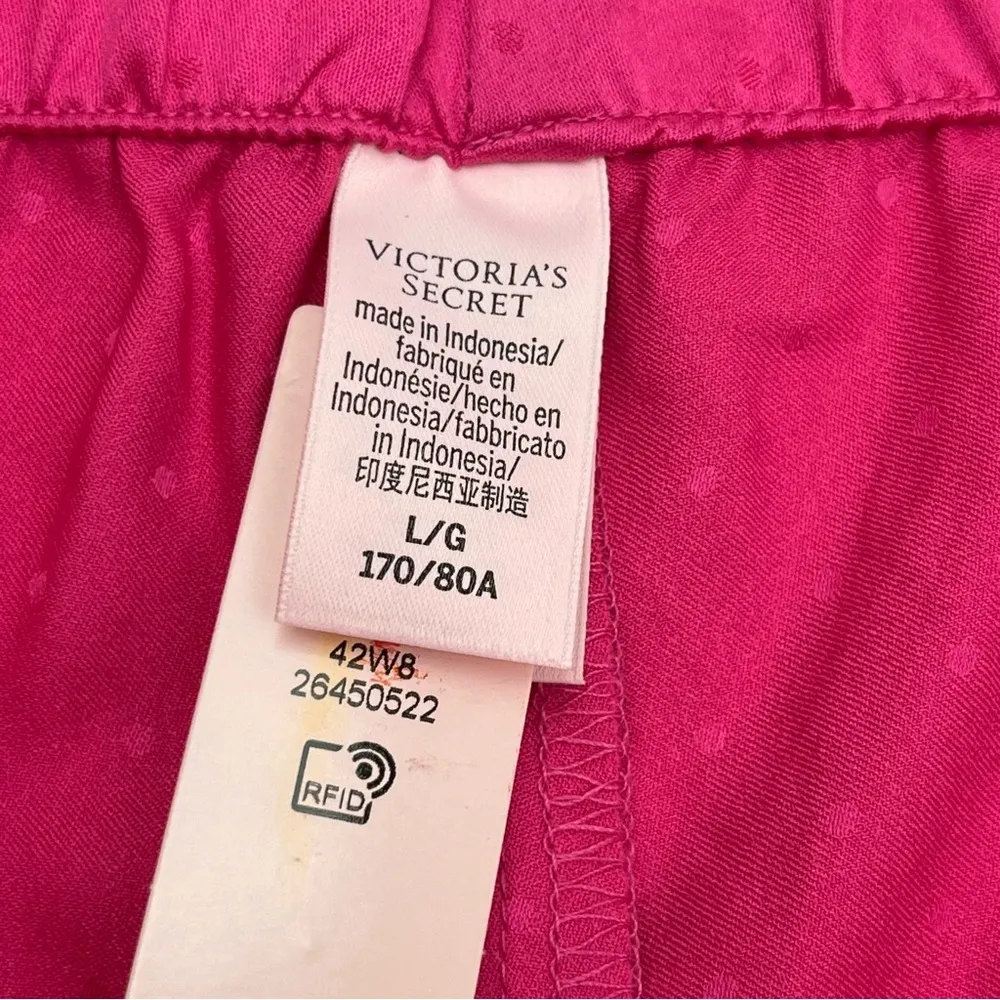 VICTORIA'S
SECRET
made in Indonesia/
fabriqué en
Indonésie/hecho en
Indonesia/fabbricato
in Indonesia/
印度尼西亚制造
L/G
170/80A
42W8
26450522
RFID